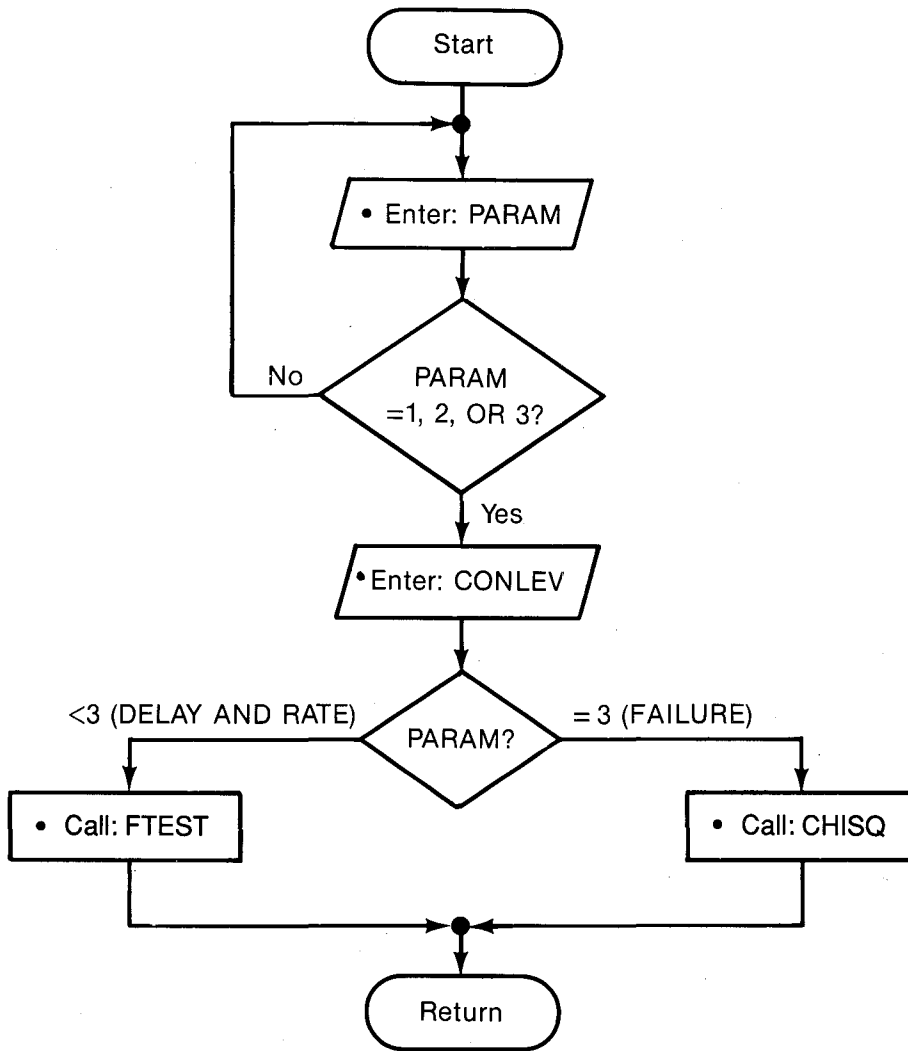 Start
• Enter: PARAM
PARAM
=1, 2, OR 3?
No
Yes
• Enter: CONLEV
<3 (DELAY AND RATE)
PARAM?
= 3 (FAILURE)
• Call: FTEST
• Call: CHISQ
Return